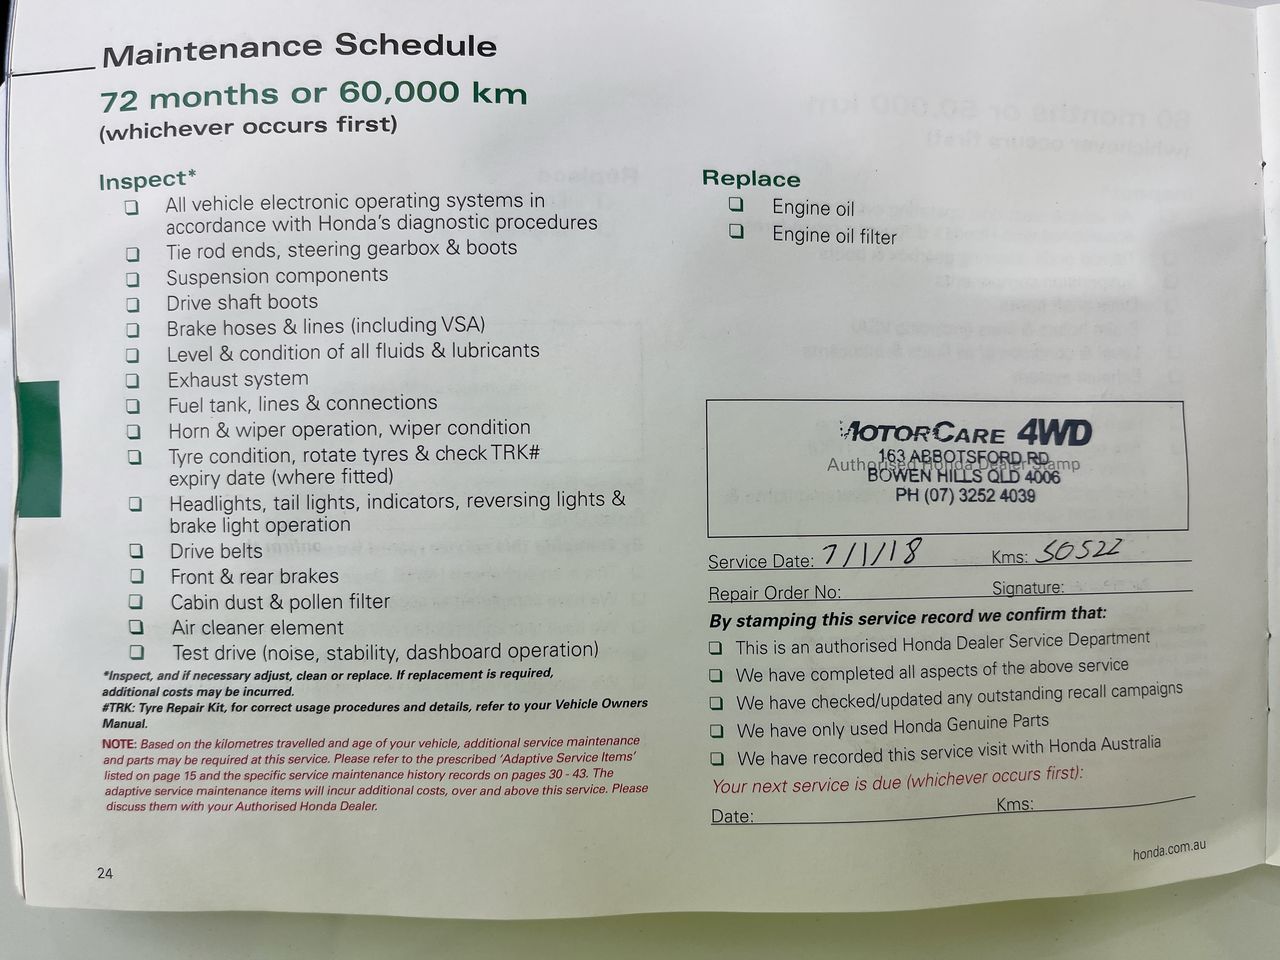 Maintenance Schedule
72 months or 60,000 km
(whichever occurs first)
Inspect*
❏ All vehicle electronic operating systems in
accordance with Honda's diagnostic procedures
❏ Tie rod ends, steering gearbox & boots
❏ Suspension components
❏ Drive shaft boots
❏ Brake hoses & lines (including VSA)
❏ Level & condition of all fluids & lubricants
❏ Exhaust system
❏ Fuel tank, lines & connections
❏ Horn & wiper operation, wiper condition
❏ Tyre condition, rotate tyres & check TRK#
expiry date (where fitted)
❏ Headlights, tail lights, indicators, reversing lights &
brake light operation
❏ Drive belts
❏ Front & rear brakes
❏ Cabin dust & pollen filter
❏ Air cleaner element
❏ Test drive (noise, stability, dashboard operation)
*Inspect, and if necessary adjust, clean or replace. If replacement is required,
additional costs may be incurred.
#TRK: Tyre Repair Kit, for correct usage procedures and details, refer to your Vehicle Owners
Manual.
NOTE: Based on the kilometres travelled and age of your vehicle, additional service maintenance
and parts may be required at this service. Please refer to the prescribed 'Adaptive Service Items'
listed on page 15 and the specific service maintenance history records on pages 30 - 43. The
adaptive service maintenance items will incur additional costs, over and above this service. Please
discuss them with your Authorised Honda Dealer.
24
Replace
❏ Engine oil
❏ Engine oil filter
MOTORCARE 4WD
163 ABBOTSFORD RD
Authorised Honda Dealer Stamp
BOWEN HILLS QLD 4006
PH (07) 3252 4039
Service Date: 7/1/18 Kms: 50522
Repair Order No: Signature:
By stamping this service record we confirm that:
❏ This is an authorised Honda Dealer Service Department
❏ We have completed all aspects of the above service
❏ We have checked/updated any outstanding recall campaigns
❏ We have only used Honda Genuine Parts
❏ We have recorded this service visit with Honda Australia
Your next service is due (whichever occurs first):
Date: Kms:
honda.com.au